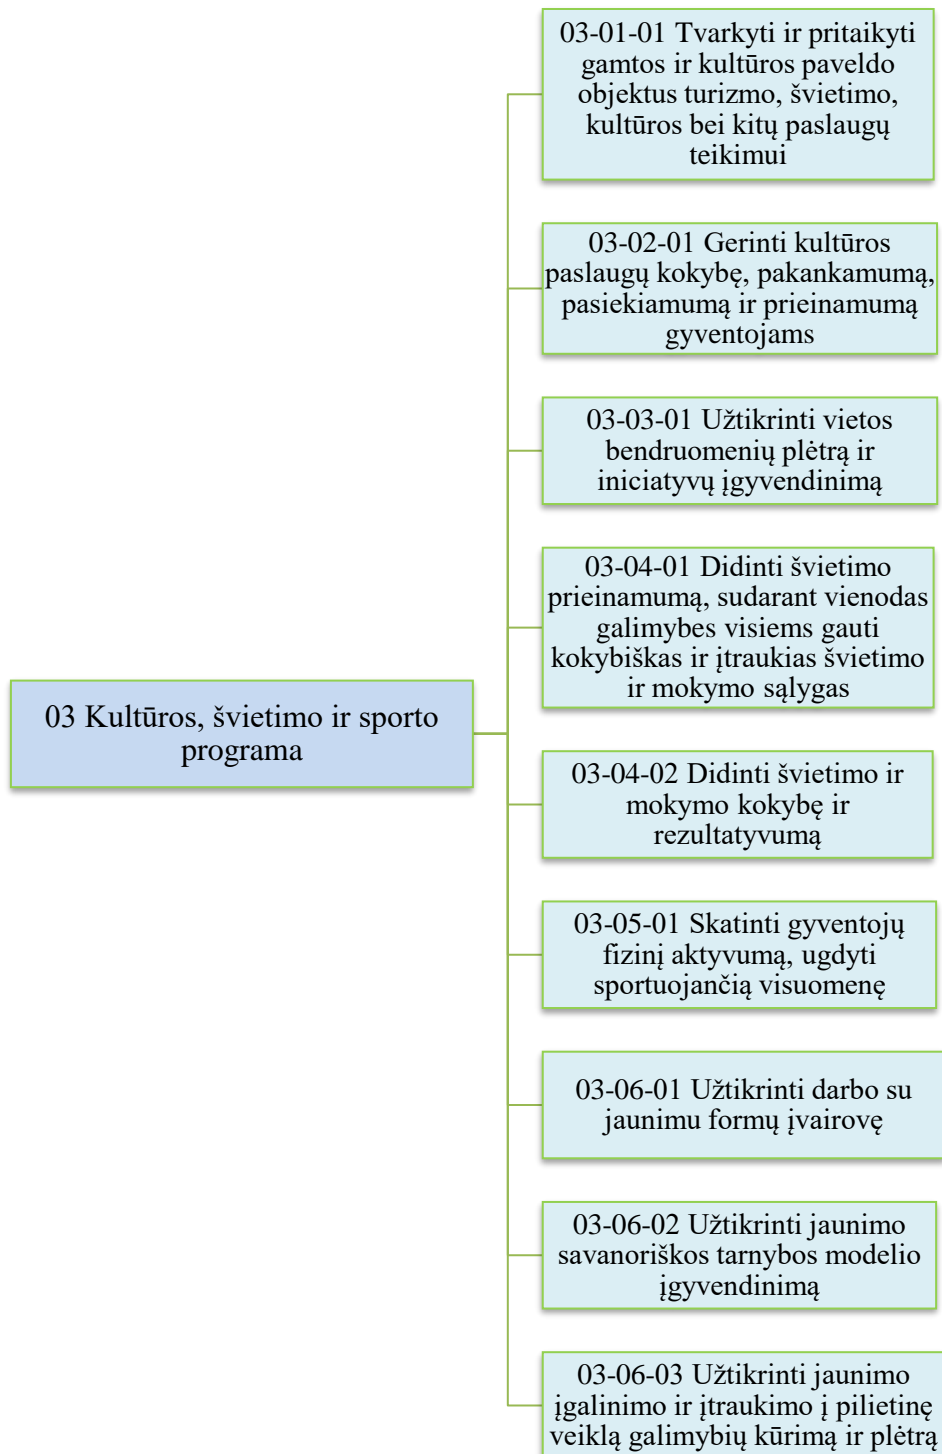 03-01-01 Tvarkyti ir pritaikyti
gamtos ir kultūros paveldo
objektus turizmo, švietimo,
kultūros bei kitų paslaugų
teikimui
03-02-01 Gerinti kultūros
paslaugų kokybę, pakankamumą,
pasiekiamumą ir prieinamumą
gyventojams
03-03-01 Užtikrinti vietos
bendruomenių plėtrą ir
iniciatyvų įgyvendinimą
03-04-01 Didinti švietimo
prieinamumą, sudarant vienodas
galimybes visiems gauti
kokybiškas ir įtraukias švietimo
ir mokymo sąlygas
03 Kultūros, švietimo ir sporto
programa
03-04-02 Didinti švietimo ir
mokymo kokybę ir
rezultatyvumą
03-05-01 Skatinti gyventojų
fizinį aktyvumą, ugdyti
sportuojančią visuomenę
03-06-01 Užtikrinti darbo su
jaunimu formų įvairovę
03-06-02 Užtikrinti jaunimo
savanoriškos tarnybos modelio
įgyvendinimą
03-06-03 Užtikrinti jaunimo
įgalinimo ir įtraukimo į pilietinę
veiklą galimybių kūrimą ir plėtrą